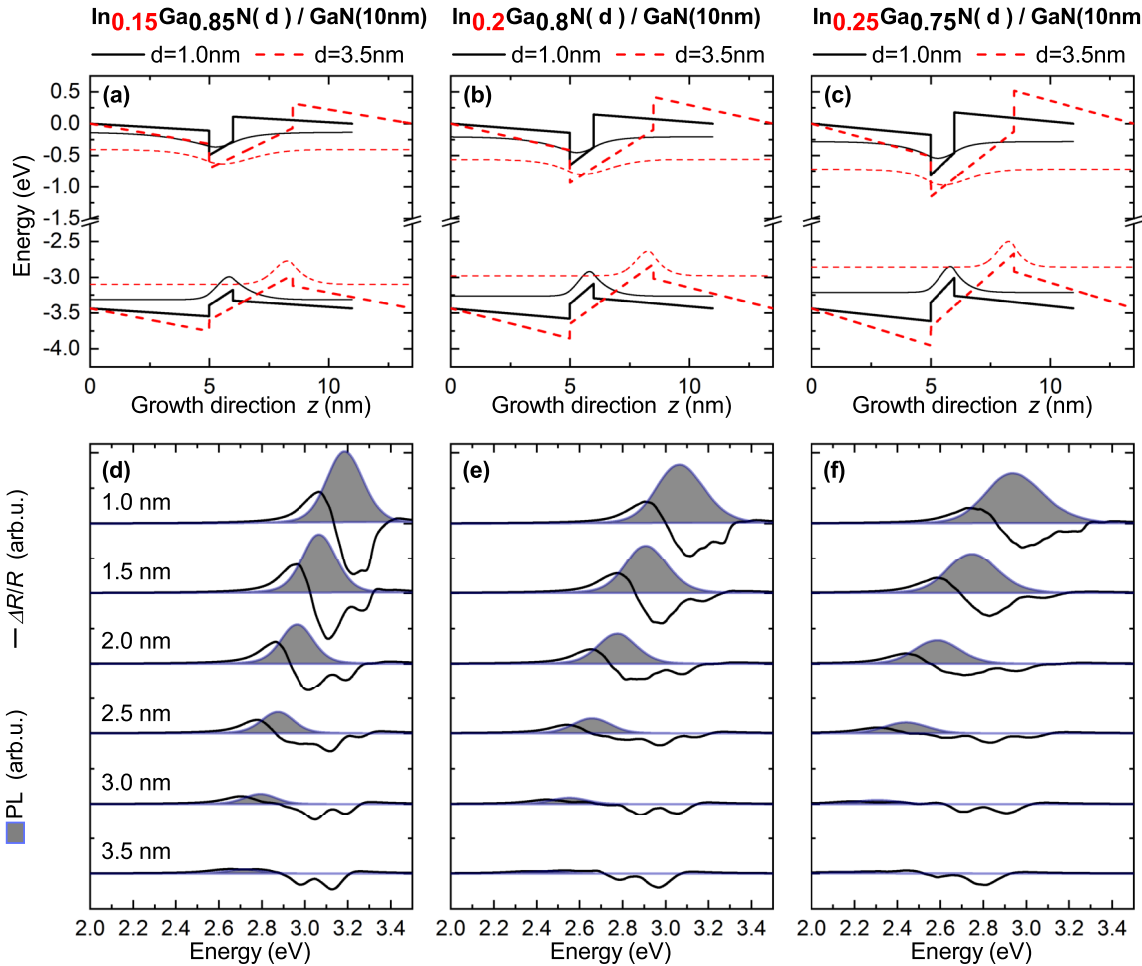 In0.15Ga0.85N( d ) / GaN(10nm) In0.2Ga0.8N( d ) / GaN(10nm) In0.25Ga0.75N( d ) / GaN(10nm)
d=1.0nm d=3.5nm d=1.0nm d=3.5nm d=1.0nm d=3.5nm
(a) (b) (c)
0.5
0.0
-0.5
-1.0
-1.5
-2.5
-3.0
-3.5
-4.0
Energy (eV)
0 5 10 0 5 10 0 5 10
Growth direction z (nm) Growth direction z (nm) Growth direction z (nm)
(d) (e) (f)
1.0 nm
1.5 nm
2.0 nm
2.5 nm
3.0 nm
3.5 nm
ΔR/R (arb.u.)
PL (arb.u.)
2.0 2.2 2.4 2.6 2.8 3.0 3.2 3.4 2.0 2.2 2.4 2.6 2.8 3.0 3.2 3.4 2.0 2.2 2.4 2.6 2.8 3.0 3.2 3.4
Energy (eV) Energy (eV) Energy (eV)